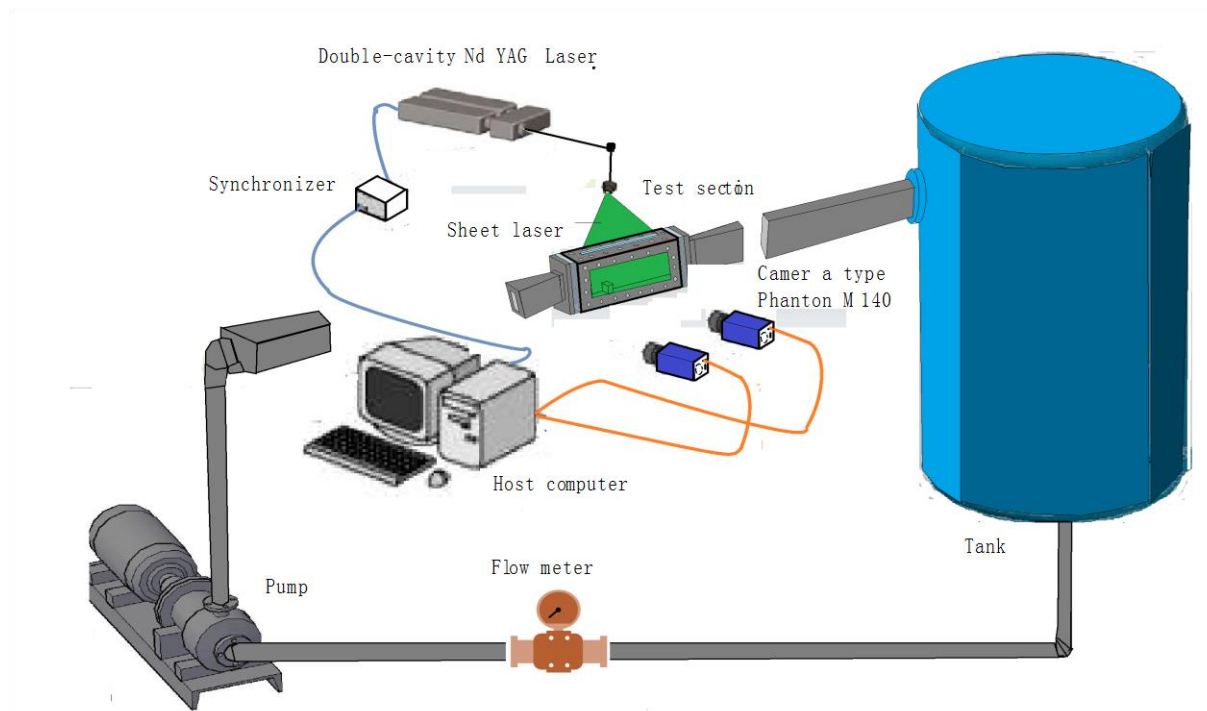 Double-cavity Nd YAG Laser
Synchronizer
Test section
Sheet laser
Camer a type
Phanton M 140
Host computer
Tank
Flow meter
Pump